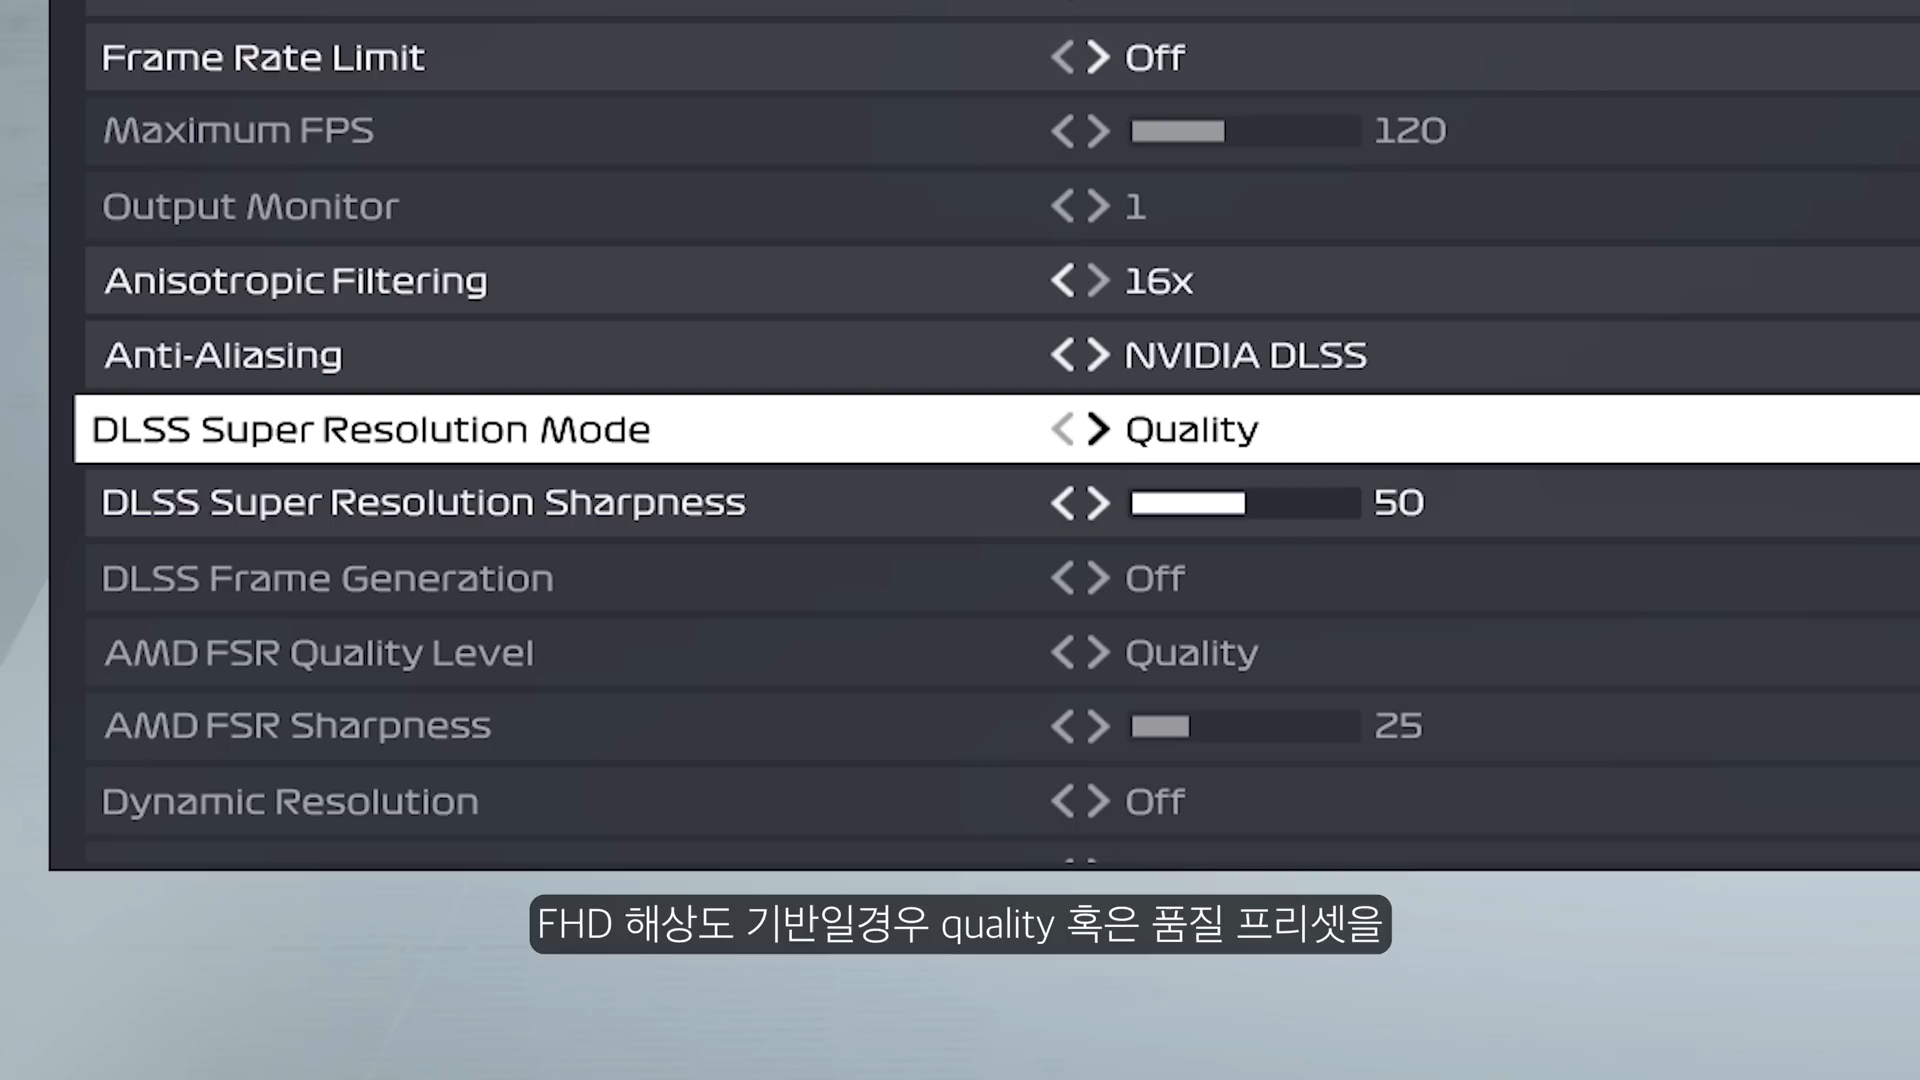 Frame Rate Limit < > Off
Maximum FPS < > 120
Output Monitor < > 1
Anisotropic Filtering < > 16x
Anti-Aliasing < > NVIDIA DLSS
DLSS Super Resolution Mode < > Quality
DLSS Super Resolution Sharpness < > 50
DLSS Frame Generation < > Off
AMD FSR Quality Level < > Quality
AMD FSR Sharpness < > 25
Dynamic Resolution < > Off
FHD 해상도 기반일경우 quality 혹은 품질 프리셋을